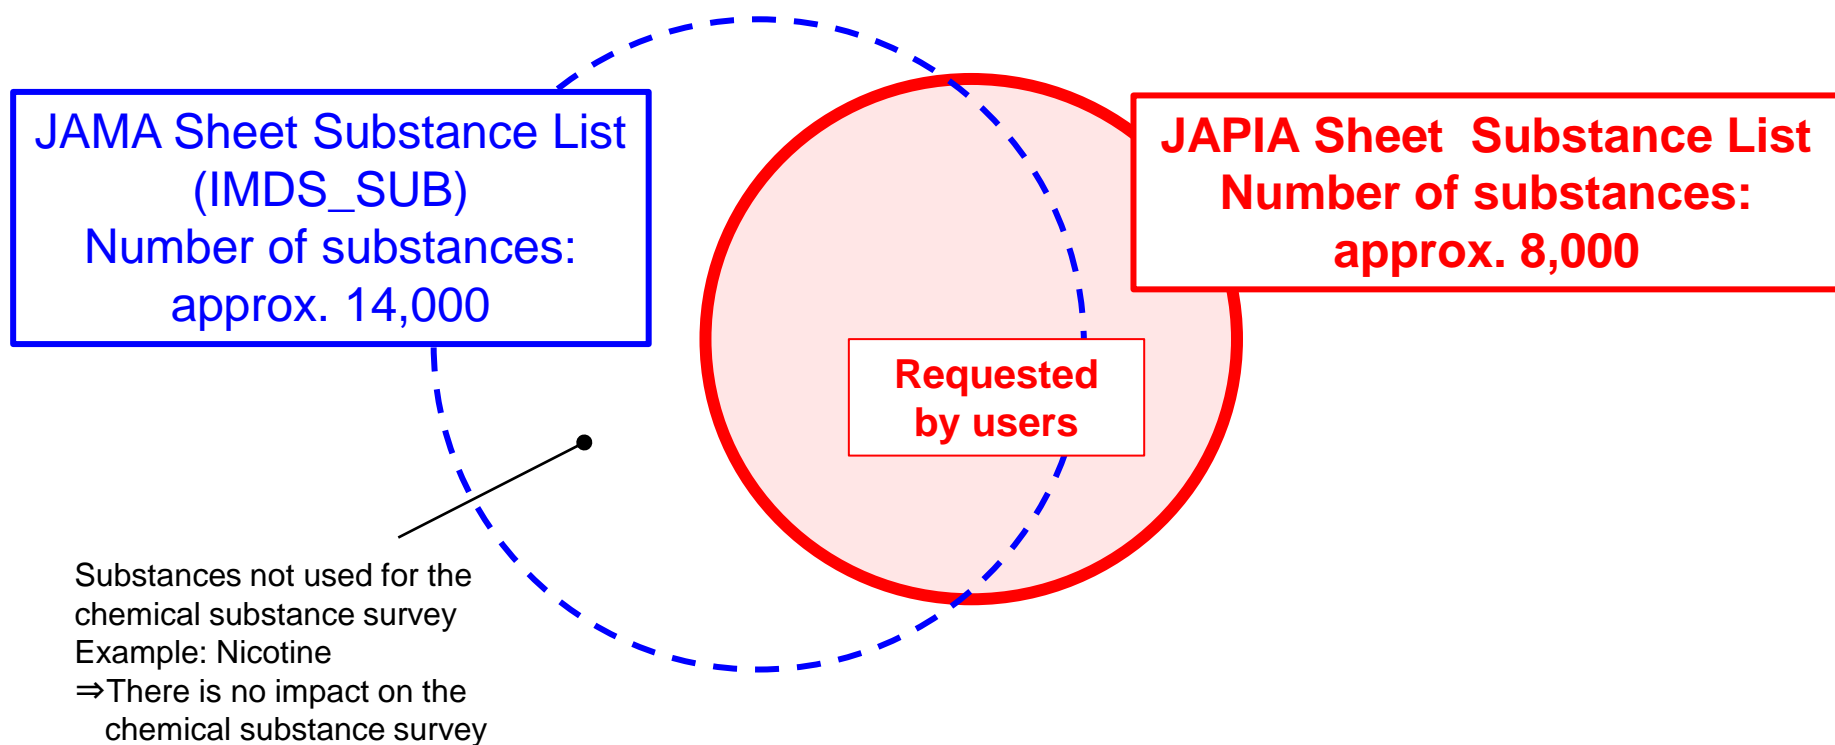 JAMA Sheet Substance List
(IMDS_SUB)
Number of substances:
approx. 14,000
JAPIA Sheet  Substance List
Number of substances:
approx. 8,000
Requested
by users
Substances not used for the
chemical substance survey
Example: Nicotine
⇒There is no impact on the
chemical substance survey